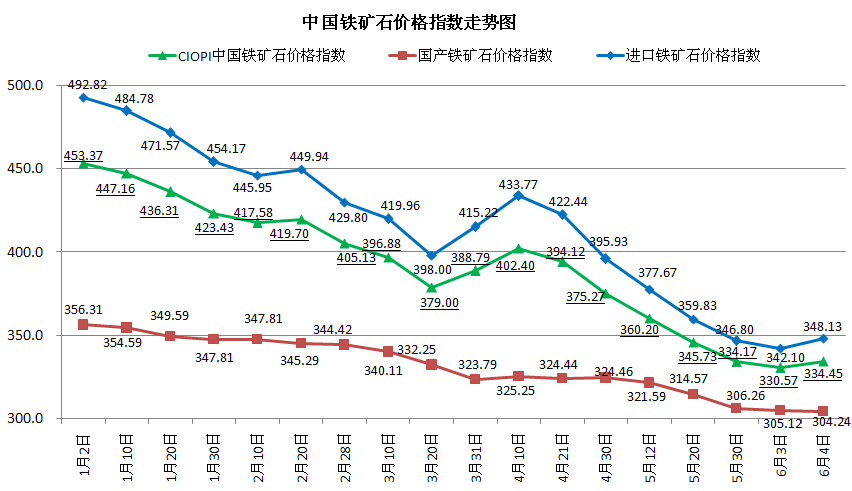 中国铁矿石价格指数走势图
CIOPI中国铁矿石价格指数 国产铁矿石价格指数 进口铁矿石价格指数
500.0
450.0
400.0
350.0
300.0
492.82 484.78 471.57 454.17 445.95 449.94 429.80 419.96 398.00 415.22 433.77 422.44 395.93 377.67 359.83 346.80 342.10 348.13
453.37 447.16 436.31 423.43 417.58 419.70 405.13 396.88 379.00 388.79 402.40 394.12 375.27 360.20 345.73 334.17 330.57 334.45
356.31 354.59 349.59 347.81 347.81 345.29 344.42 340.11 332.25 323.79 325.25 324.44 324.46 321.59 314.57 306.26 305.12 304.24
1月2日 1月10日 1月20日 1月30日 2月10日 2月20日 2月28日 3月10日 3月20日 3月31日 4月10日 4月21日 4月30日 5月12日 5月20日 5月30日 6月3日 6月4日